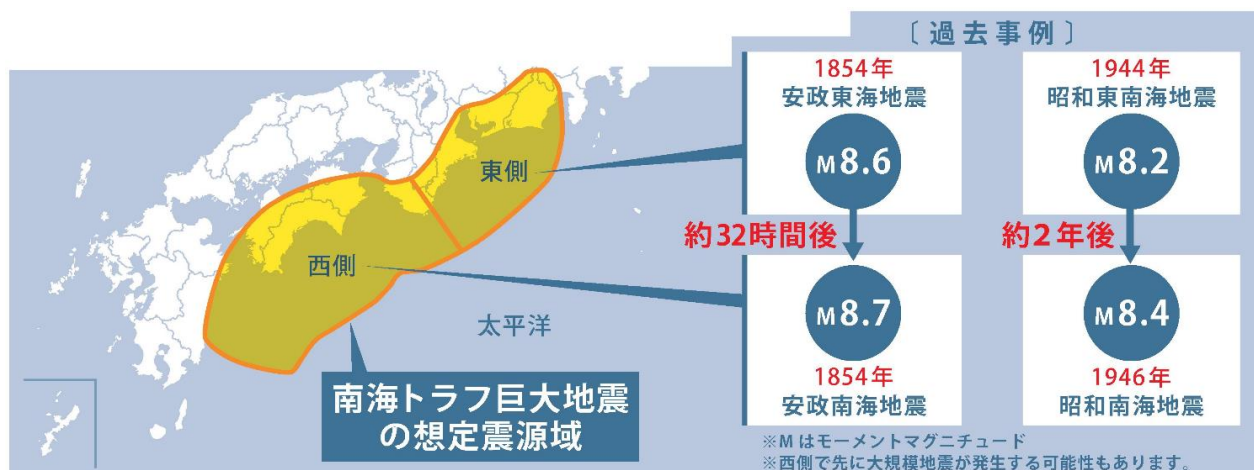 〔過去事例〕
1854年
安政東海地震
M8.6
約32時間後
M8.7
1854年
安政南海地震
1944年
昭和東南海地震
M8.2
約2年後
M8.4
1946年
昭和南海地震
東側
西側
太平洋
南海トラフ巨大地震
の想定震源域
※Mはモーメントマグニチュード
※西側で先に大規模地震が発生する可能性もあります。